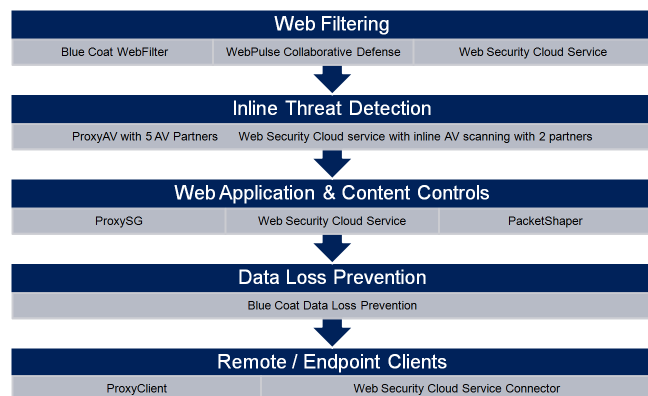 Web Filtering
Blue Coat WebFilter WebPulse Collaborative Defense Web Security Cloud Service
Inline Threat Detection
ProxyAV with 5 AV Partners Web Security Cloud service with inline AV scanning with 2 partners
Web Application & Content Controls
ProxySG Web Security Cloud Service PacketShaper
Data Loss Prevention
Blue Coat Data Loss Prevention
Remote / Endpoint Clients
ProxyClient Web Security Cloud Service Connector